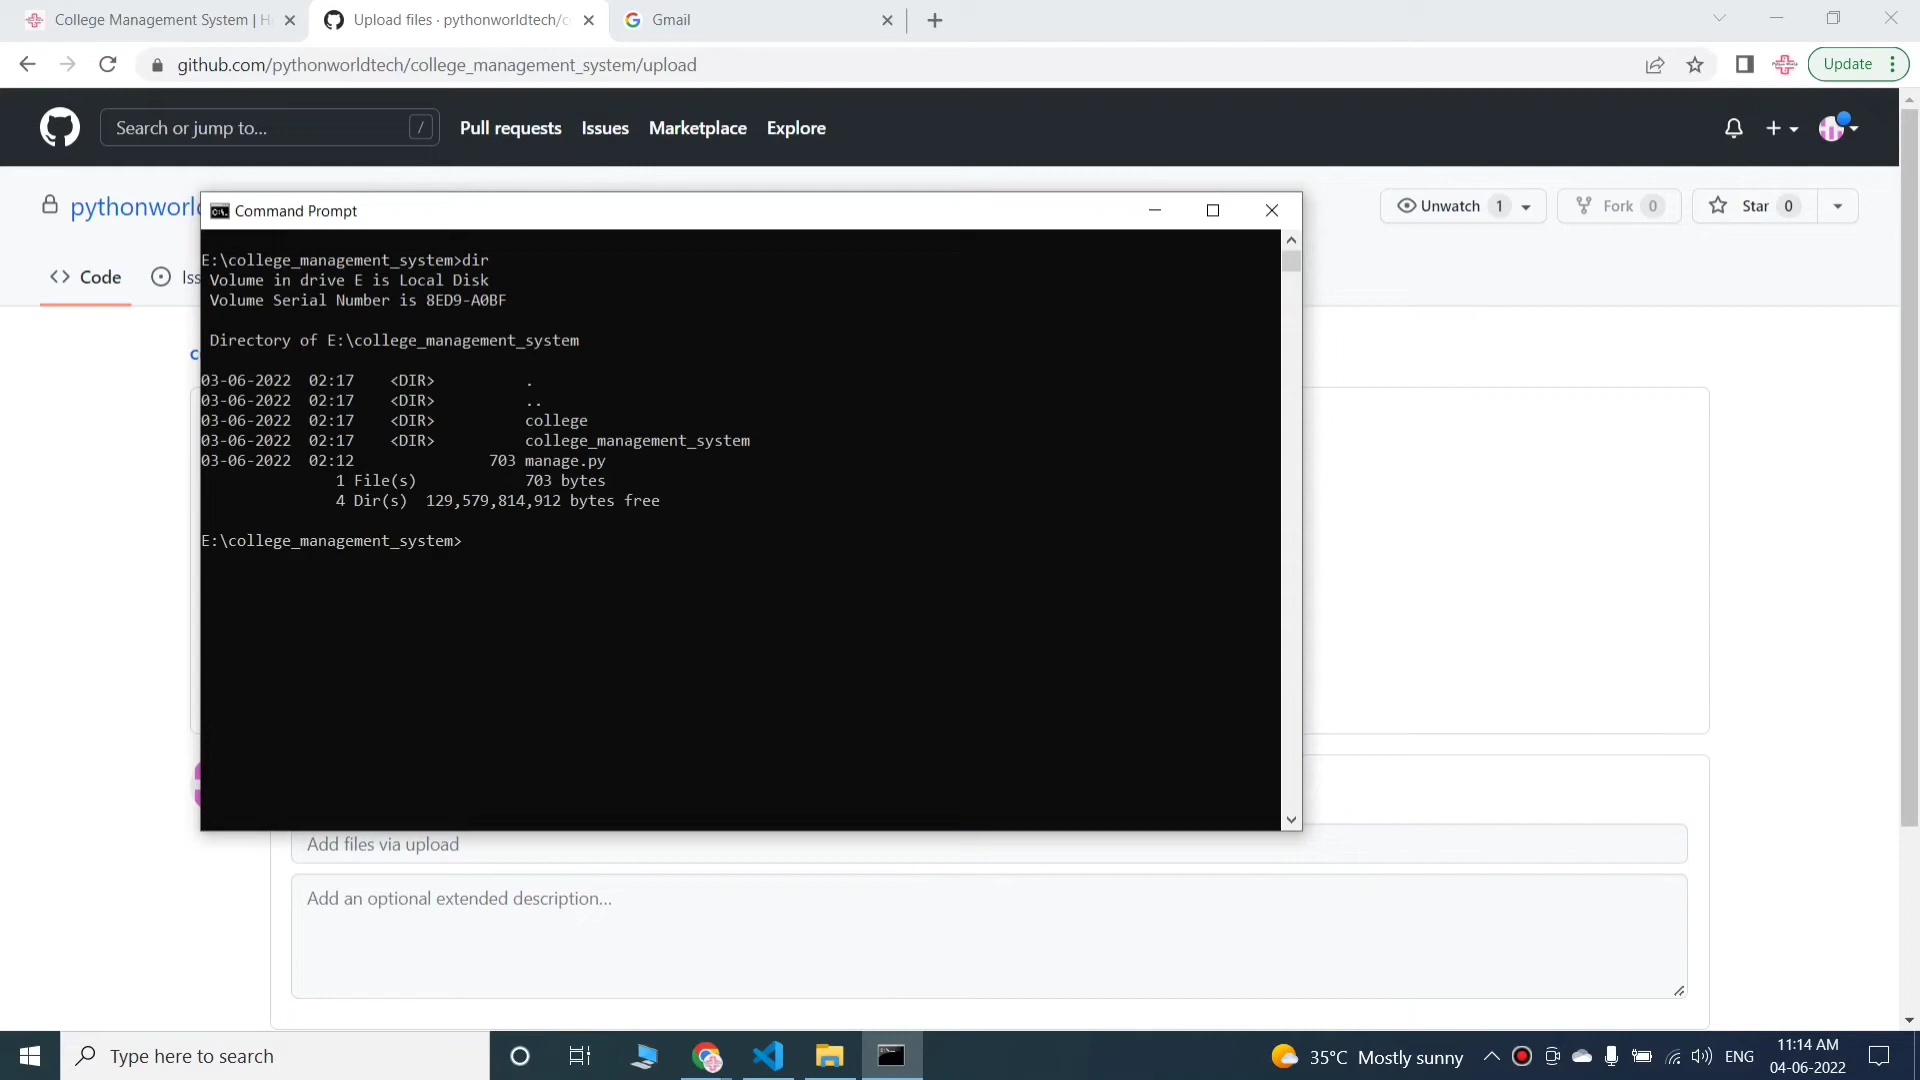 College Management System | H
Upload files · pythonworldtech/c
Gmail
github.com/pythonworldtech/college_management_system/upload
Update
Search or jump to...
/
Pull requests
Issues
Marketplace
Explore
pythonworld
Unwatch 1
Fork 0
Star 0
Code
Iss
Command Prompt
E:\college_management_system>dir
Volume in drive E is Local Disk
Volume Serial Number is 8ED9-A0BF
Directory of E:\college_management_system
03-06-2022 02:17 <DIR> .
03-06-2022 02:17 <DIR> ..
03-06-2022 02:17 <DIR> college
03-06-2022 02:17 <DIR> college_management_system
03-06-2022 02:12 703 manage.py
1 File(s) 703 bytes
4 Dir(s) 129,579,814,912 bytes free
E:\college_management_system>
Add files via upload
Add an optional extended description...
Type here to search
35°C Mostly sunny
ENG
11:14 AM
04-06-2022